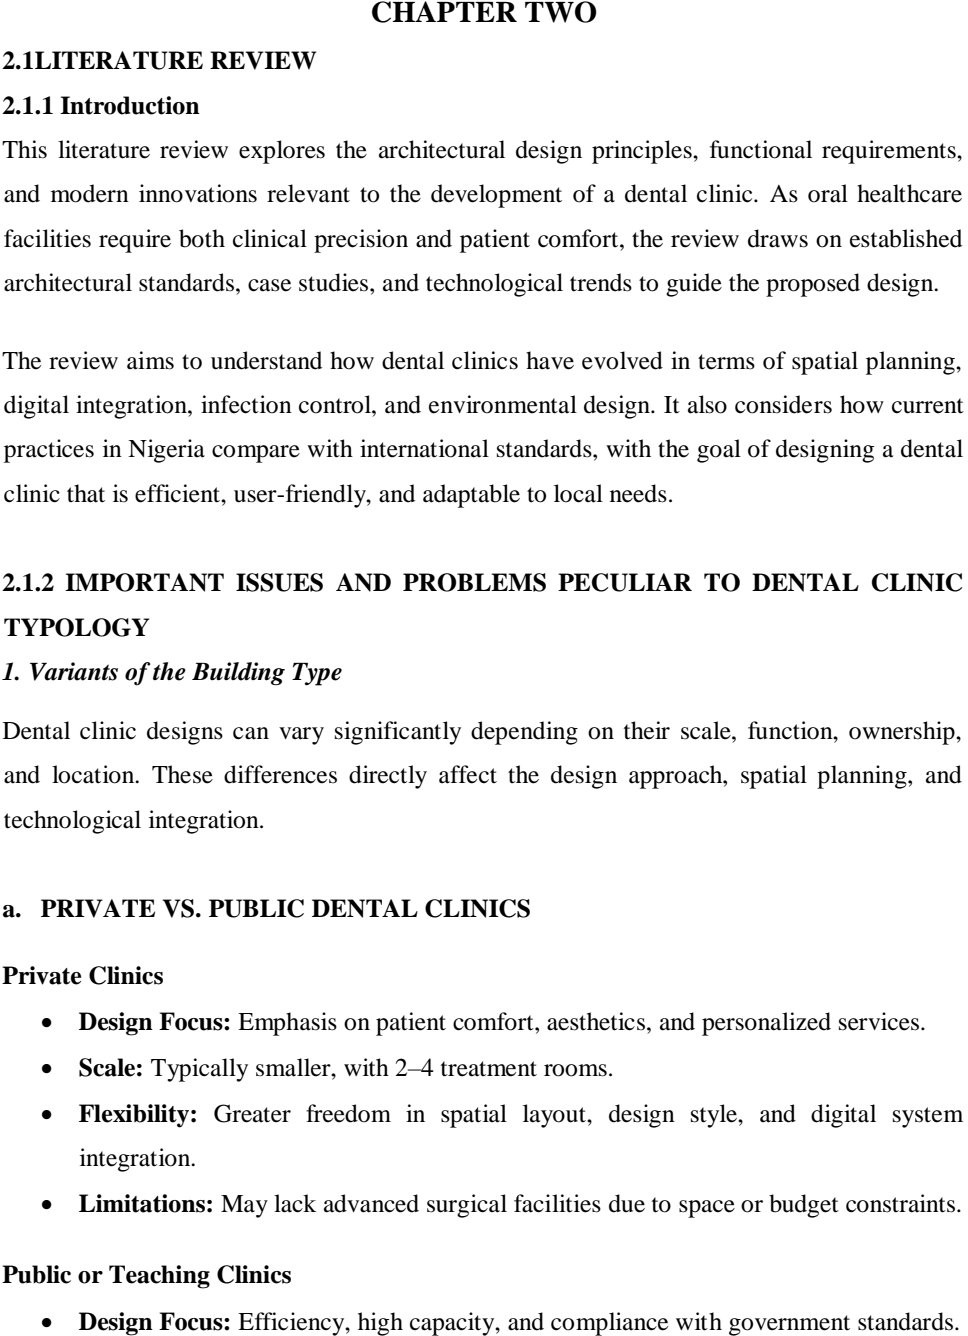 CHAPTER TWO
2.1LITERATURE REVIEW
2.1.1 Introduction
This literature review explores the architectural design principles, functional requirements,
and modern innovations relevant to the development of a dental clinic. As oral healthcare
facilities require both clinical precision and patient comfort, the review draws on established
architectural standards, case studies, and technological trends to guide the proposed design.
The review aims to understand how dental clinics have evolved in terms of spatial planning,
digital integration, infection control, and environmental design. It also considers how current
practices in Nigeria compare with international standards, with the goal of designing a dental
clinic that is efficient, user-friendly, and adaptable to local needs.
2.1.2 IMPORTANT ISSUES AND PROBLEMS PECULIAR TO DENTAL CLINIC
TYPOLOGY
1. Variants of the Building Type
Dental clinic designs can vary significantly depending on their scale, function, ownership,
and location. These differences directly affect the design approach, spatial planning, and
technological integration.
a. PRIVATE VS. PUBLIC DENTAL CLINICS
Private Clinics
• Design Focus: Emphasis on patient comfort, aesthetics, and personalized services.
• Scale: Typically smaller, with 2–4 treatment rooms.
• Flexibility: Greater freedom in spatial layout, design style, and digital system
integration.
• Limitations: May lack advanced surgical facilities due to space or budget constraints.
Public or Teaching Clinics
• Design Focus: Efficiency, high capacity, and compliance with government standards.